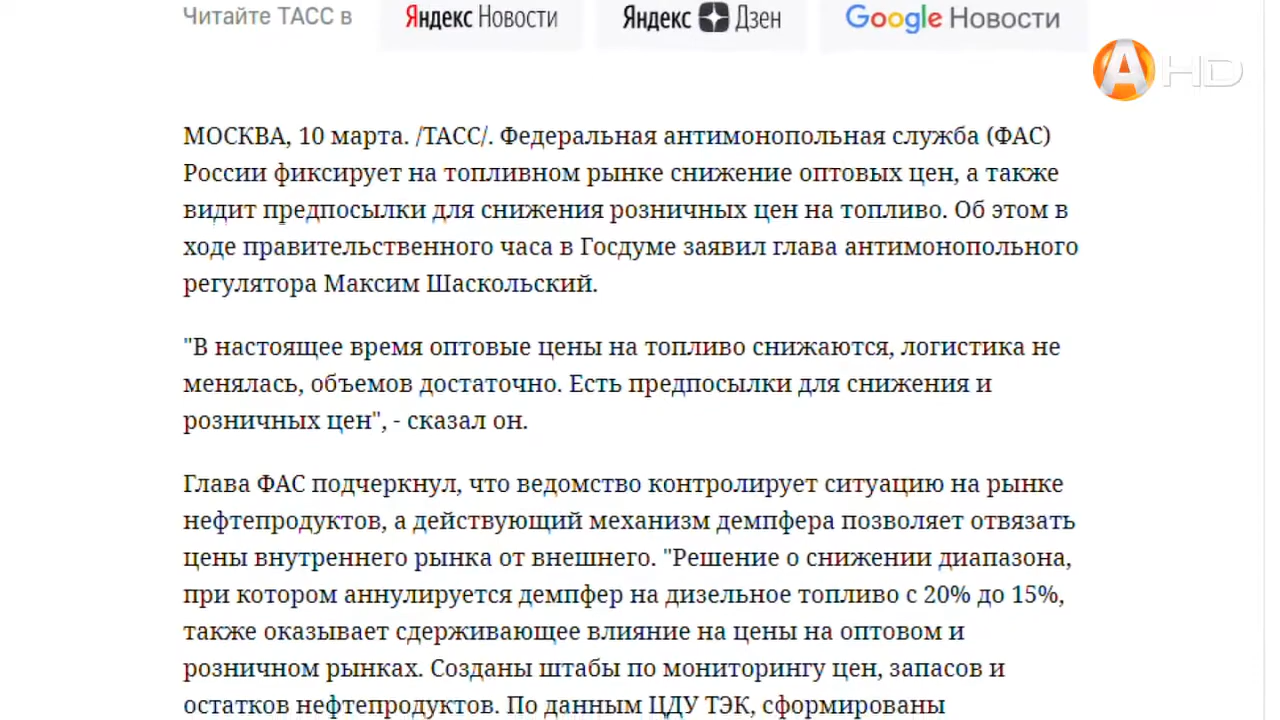 Читайте ТАСС в Яндекс Новости Яндекс Дзен Google Новости
AHD
МОСКВА, 10 марта. /ТАСС/. Федеральная антимонопольная служба (ФАС)
России фиксирует на топливном рынке снижение оптовых цен, а также
видит предпосылки для снижения розничных цен на топливо. Об этом в
ходе правительственного часа в Госдуме заявил глава антимонопольного
регулятора Максим Шаскольский.
"В настоящее время оптовые цены на топливо снижаются, логистика не
менялась, объемов достаточно. Есть предпосылки для снижения и
розничных цен", - сказал он.
Глава ФАС подчеркнул, что ведомство контролирует ситуацию на рынке
нефтепродуктов, а действующий механизм демпфера позволяет отвязать
цены внутреннего рынка от внешнего. "Решение о снижении диапазона,
при котором аннулируется демпфер на дизельное топливо с 20% до 15%,
также оказывает сдерживающее влияние на цены на оптовом и
розничном рынках. Созданы штабы по мониторингу цен, запасов и
остатков нефтепродуктов. По данным ЦДУ ТЭК, сформированы